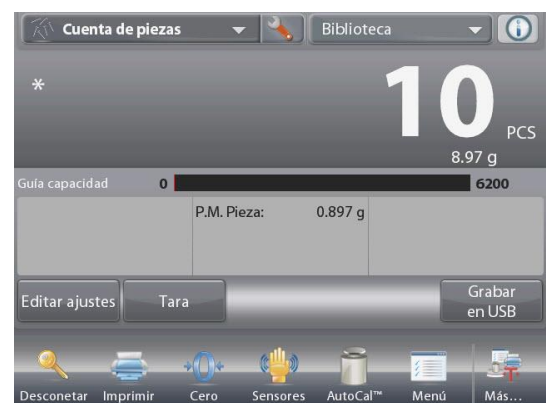 Cuenta de piezas Biblioteca
*
10 PCS
8.97 g
Guía capacidad 0 6200
P.M. Pieza: 0.897 g
Editar ajustes Tara Grabar en USB
Desconetar Imprimir Cero Sensores AutoCal™ Menú Más...